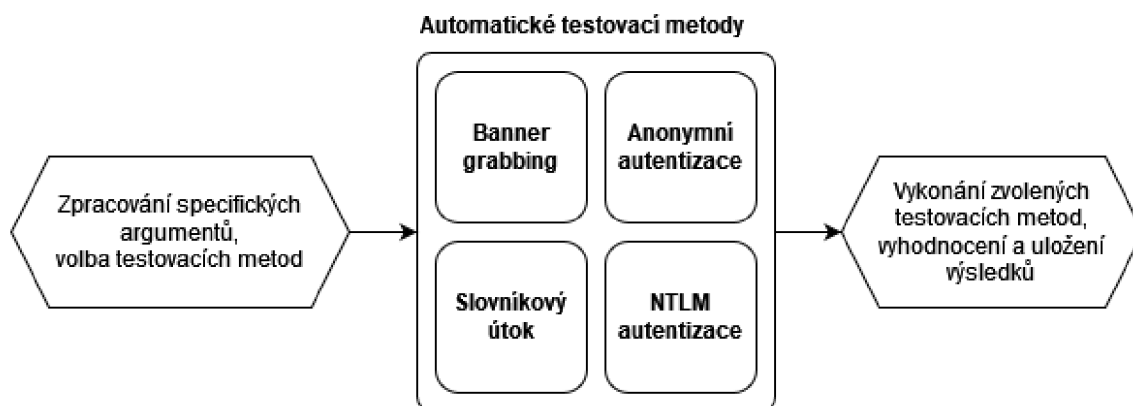 Automatické testovací metody
Zpracování specifických
argumentů,
volba testovacích metod
Banner
grabbing
Anonymní
autentizace
Slovníkový
útok
NTLM
autentizace
Vykonání zvolených
testovacích metod,
vyhodnocení a uložení
výsledků